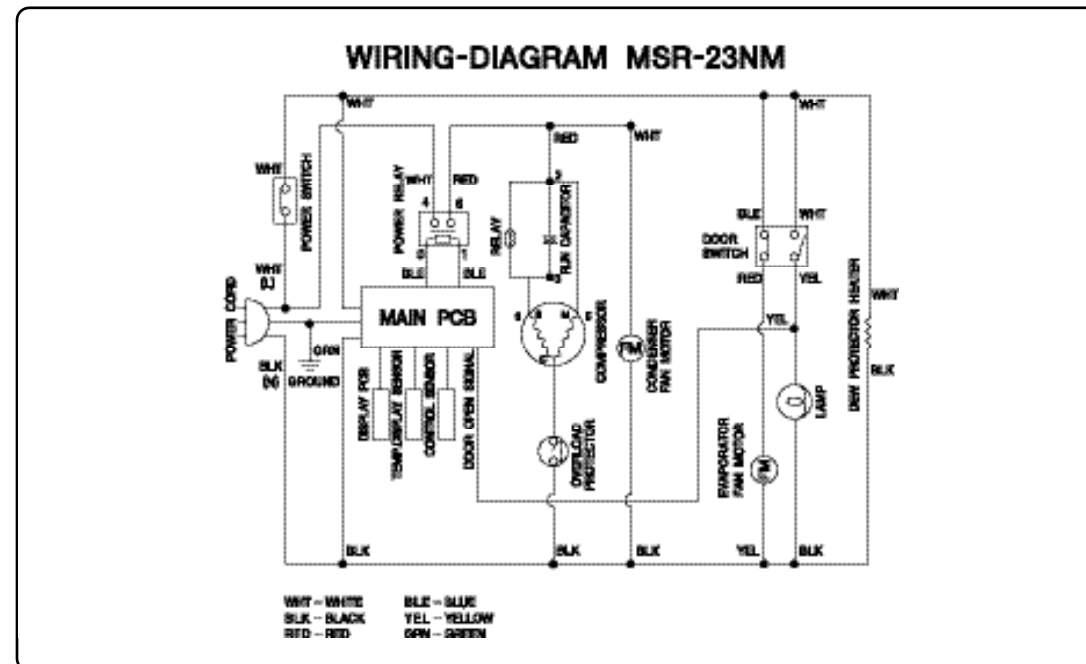 WIRING-DIAGRAM MSR-23NM
WHT
WHT
RED
WHT
WHT
POWER SWITCH
POWER RELAY
WHT
RED
4
6
BLE
BLE
RELAY
RUN CAPACITOR
BLE
WHT
DOOR
SWITCH
RED
YEL
WHT
(L)
POWER CORD
MAIN PCB
GRN
GROUND
BLK
(N)
COMPRESSOR
FM
CONDENSER
FAN MOTOR
YEL
DEW PROTECTOR HEATER
WHT
BLK
LAMP
DISPLAY PCB
TEMP.DISPLAY SENSOR
CONTROL SENSOR
DOOR OPEN SIGNAL
OVERLOAD
PROTECTOR
EVAPORATOR
FAN MOTOR
FM
BLK
BLK
BLK
YEL
BLK
WHT - WHITE BLE - BLUE
BLK - BLACK YEL - YELLOW
RED - RED GRN - GREEN